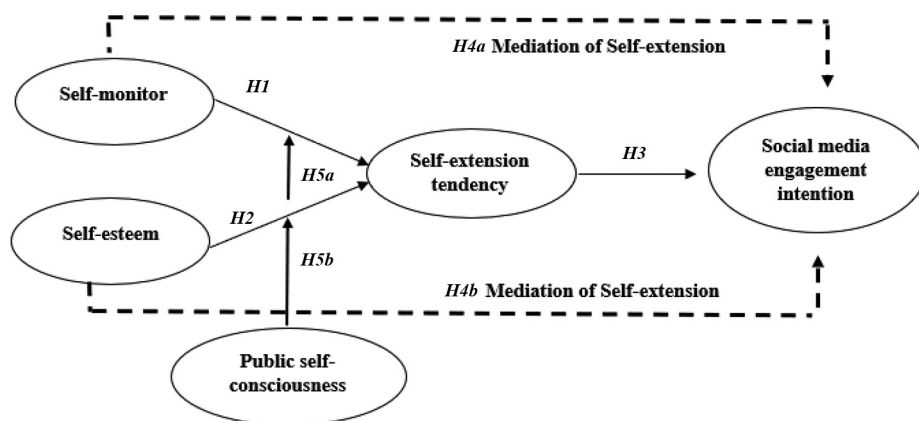 H4a Mediation of Self-extension
Self-monitor
H1
Self-extension
tendency
H3
Social media
engagement
intention
H5a
H2
Self-esteem
H5b
H4b Mediation of Self-extension
Public self-
consciousness